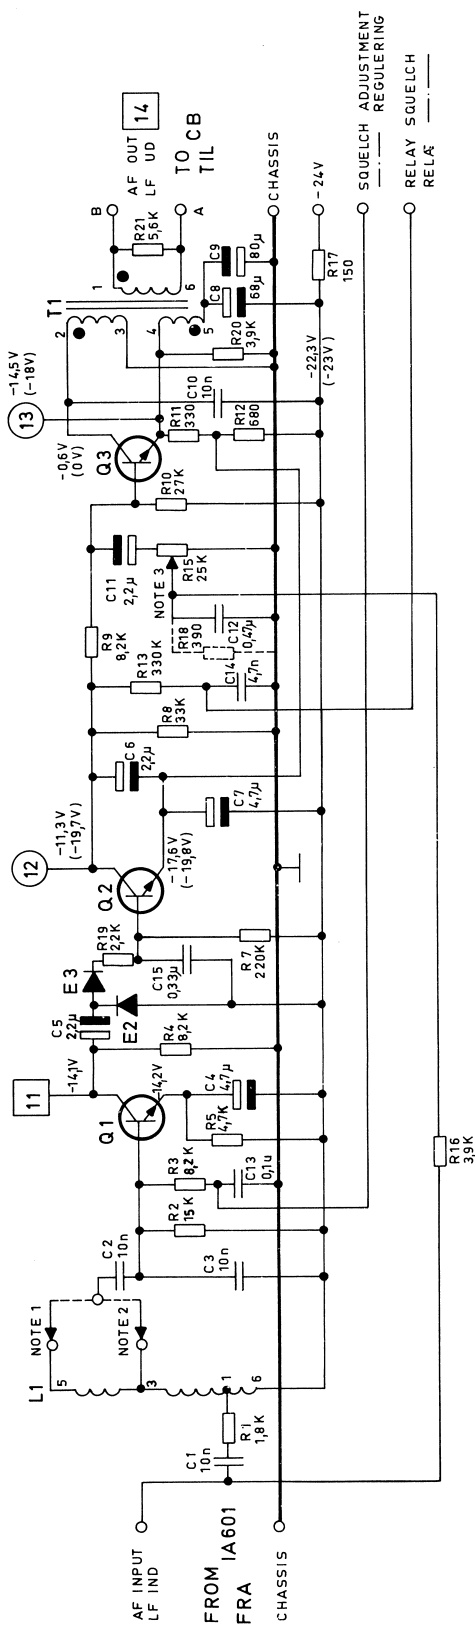 AF INPUT
LF IND
FROM
FRA
IA601
CHASSIS
C1
10n
R1
1,8K
L1
5
3
1
6
NOTE 1
NOTE 2
C2
10n
C3
10n
R2
15K
R3
8,2K
C13
0,1u
11
-14,1V
Q1
-14,2V
R5
4,7K
C4
4,7µ
R4
8,2K
C5
2,2µ
E3
E2
R19
2,2K
C15
0,33µ
R7
220K
12
-11,3V
(-19,7V)
Q2
-17,6V
(-19,8V)
C6
2,2µ
C7
4,7µ
R8
33K
R13
330K
C14
4,7n
R9
8,2K
R18
390
C12
0,47µ
NOTE 3
C11
2,2µ
R15
25K
R10
27K
-0,6V
(0V)
Q3
13
-14,5V
(-18V)
R11
330
R12
680
C10
10n
R20
3,9K
T1
2
3
4
5
1
6
C8
68µ
C9
80µ
R21
5,6K
B
A
AF OUT
LF UD
14
TO CB
TIL
CHASSIS
-24V
R17
150
-22,3V
(-23V)
R16
3,9K
SQUELCH ADJUSTMENT
REGULERING
RELAY SQUELCH
RELÆ